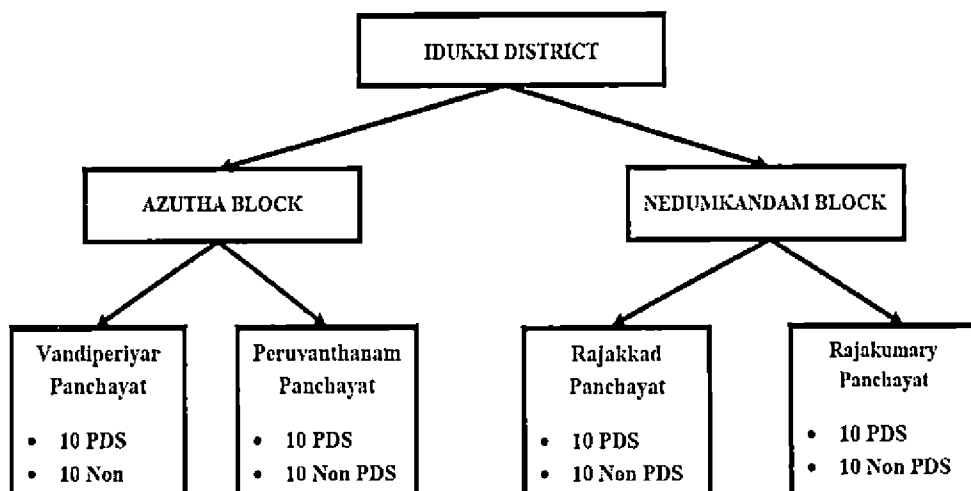 IDUKKI DISTRICT
AZUTHA BLOCK
NEDUMKANDAM BLOCK
Vandiperiyar
Panchayat
• 10 PDS
• 10 Non
Peruvanthanam
Panchayat
• 10 PDS
• 10 Non PDS
Rajakkad
Panchayat
• 10 PDS
• 10 Non PDS
Rajakumary
Panchayat
• 10 PDS
• 10 Non PDS